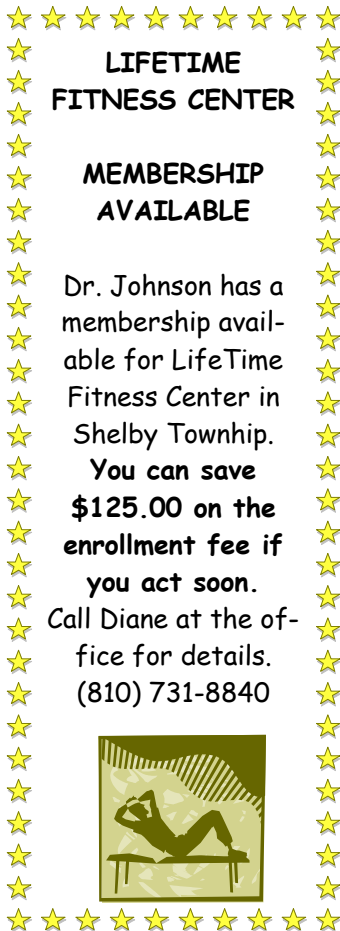 LIFETIME
FITNESS CENTER
MEMBERSHIP
AVAILABLE
Dr. Johnson has a
membership avail-
able for LifeTime
Fitness Center in
Shelby Townhip.
You can save
$125.00 on the
enrollment fee if
you act soon.
Call Diane at the of-
fice for details.
(810) 731-8840